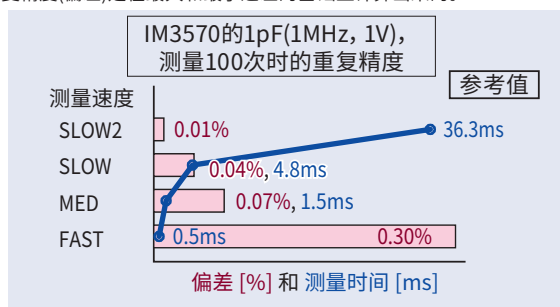 IM3570的1pF(1MHz, 1V),
测量100次时的重复精度
参考值
测量速度
SLOW2 0.01% 36.3ms
SLOW 0.04%, 4.8ms
MED 0.07%, 1.5ms
FAST 0.5ms 0.30%
偏差 [%] 和 测量时间 [ms]